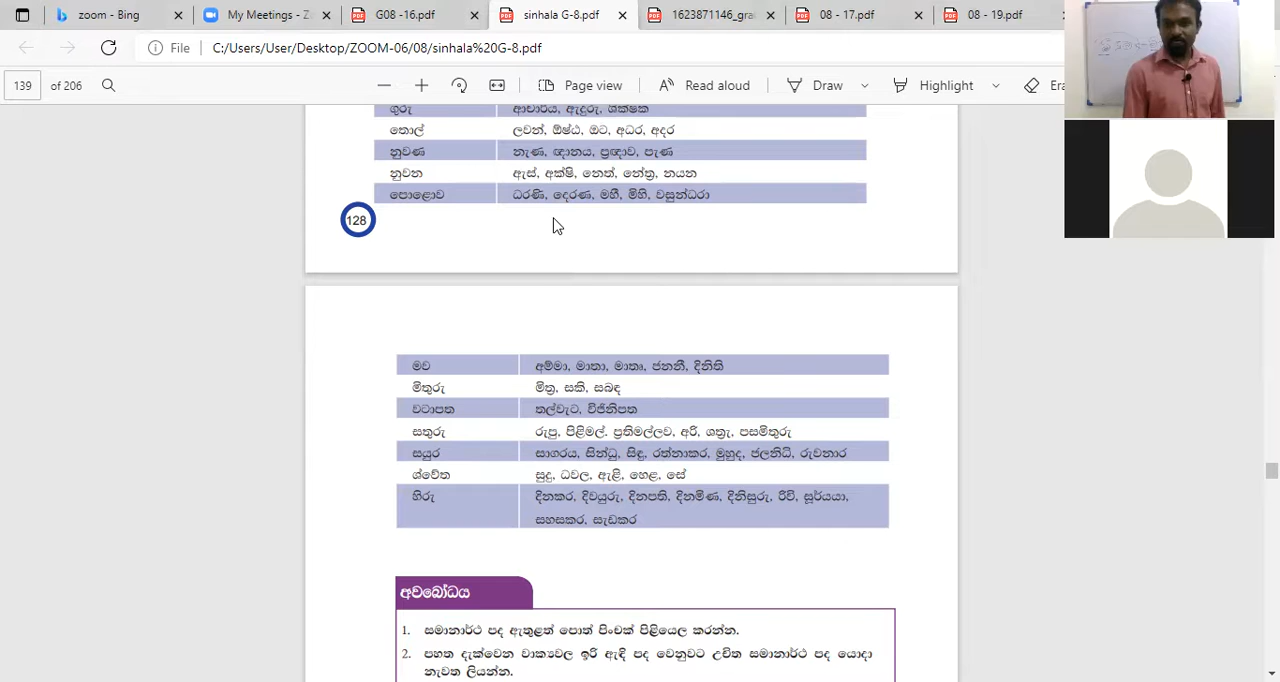 zoom - Bing
My Meetings - Z
G08 -16.pdf
sinhala G-8.pdf
1623871146_gra
08 - 17.pdf
08 - 19.pdf
File
C:/Users/User/Desktop/ZOOM-06/08/sinhala%20G-8.pdf
139 of 206
Page view
Read aloud
Draw
Highlight
Era
ගුරු ආචාර්ය, ඇදුරු, ශික්ෂක
තොල් ලවන්, ඕෂ්ඨ, ඔට, අධර, අදර
නුවණ නැණ, ඥානය, ප්‍රඥාව, පැණ
නුවන ඇස්, අක්ෂි, නෙත්, නේත්‍ර, නයන
පොළොව ධරණී, දෙරණ, මහී, මිහි, වසුන්ධරා
128
මව අම්මා, මාතා, මාතෘ, ජනනී, දිනිති
මිතුරු මිත්‍ර, සකි, සබඳ
වටාපත තල්වැට, විජිනිපත
සතුරු රුපු, පිළිමල්. ප්‍රතිමල්ලව, අරි, ශත්‍රැ, පසමිතුරු
සයුර සාගරය, සින්ධු, සිඳු, රත්නාකර, මුහුද, ජලනිධි, රුවනාර
ශ්වේත සුදු, ධවල, ඇළි, හෙළ, සේ
හිරු දිනකර, දිවයුරු, දිනපති, දිනමිණ, දිනිසුරු, රිවි, සූර්යයා,
සහසකර, සැඩකර
අවබෝධය
1. සමානාර්ථ පද ඇතුළත් පොත් පිංචක් පිළියෙල කරන්න.
2. පහත දැක්වෙන වාක්‍යවල ඉරි ඇඳි පද වෙනුවට උචිත සමානාර්ථ පද යොදා
නැවත ලියන්න.